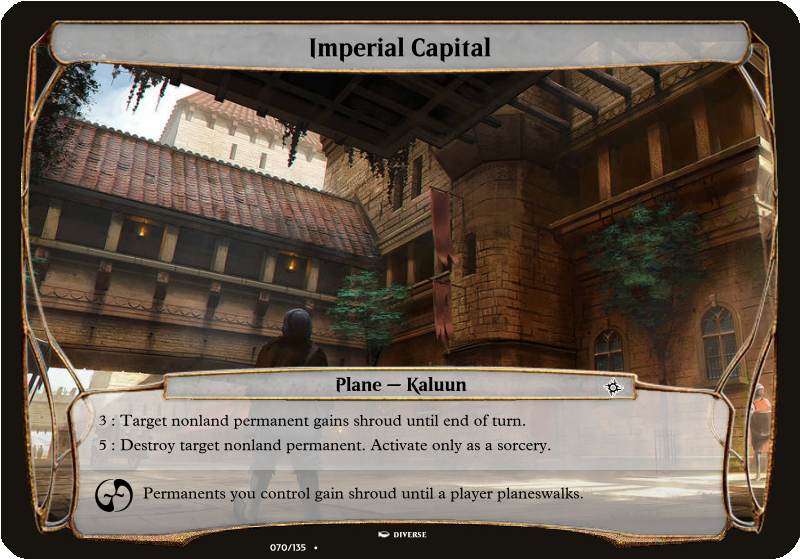 Imperial Capital
Plane — Kaluun
3 : Target nonland permanent gains shroud until end of turn.
5 : Destroy target nonland permanent. Activate only as a sorcery.
Permanents you control gain shroud until a player planeswalks.
DIVERSE
070/135 •